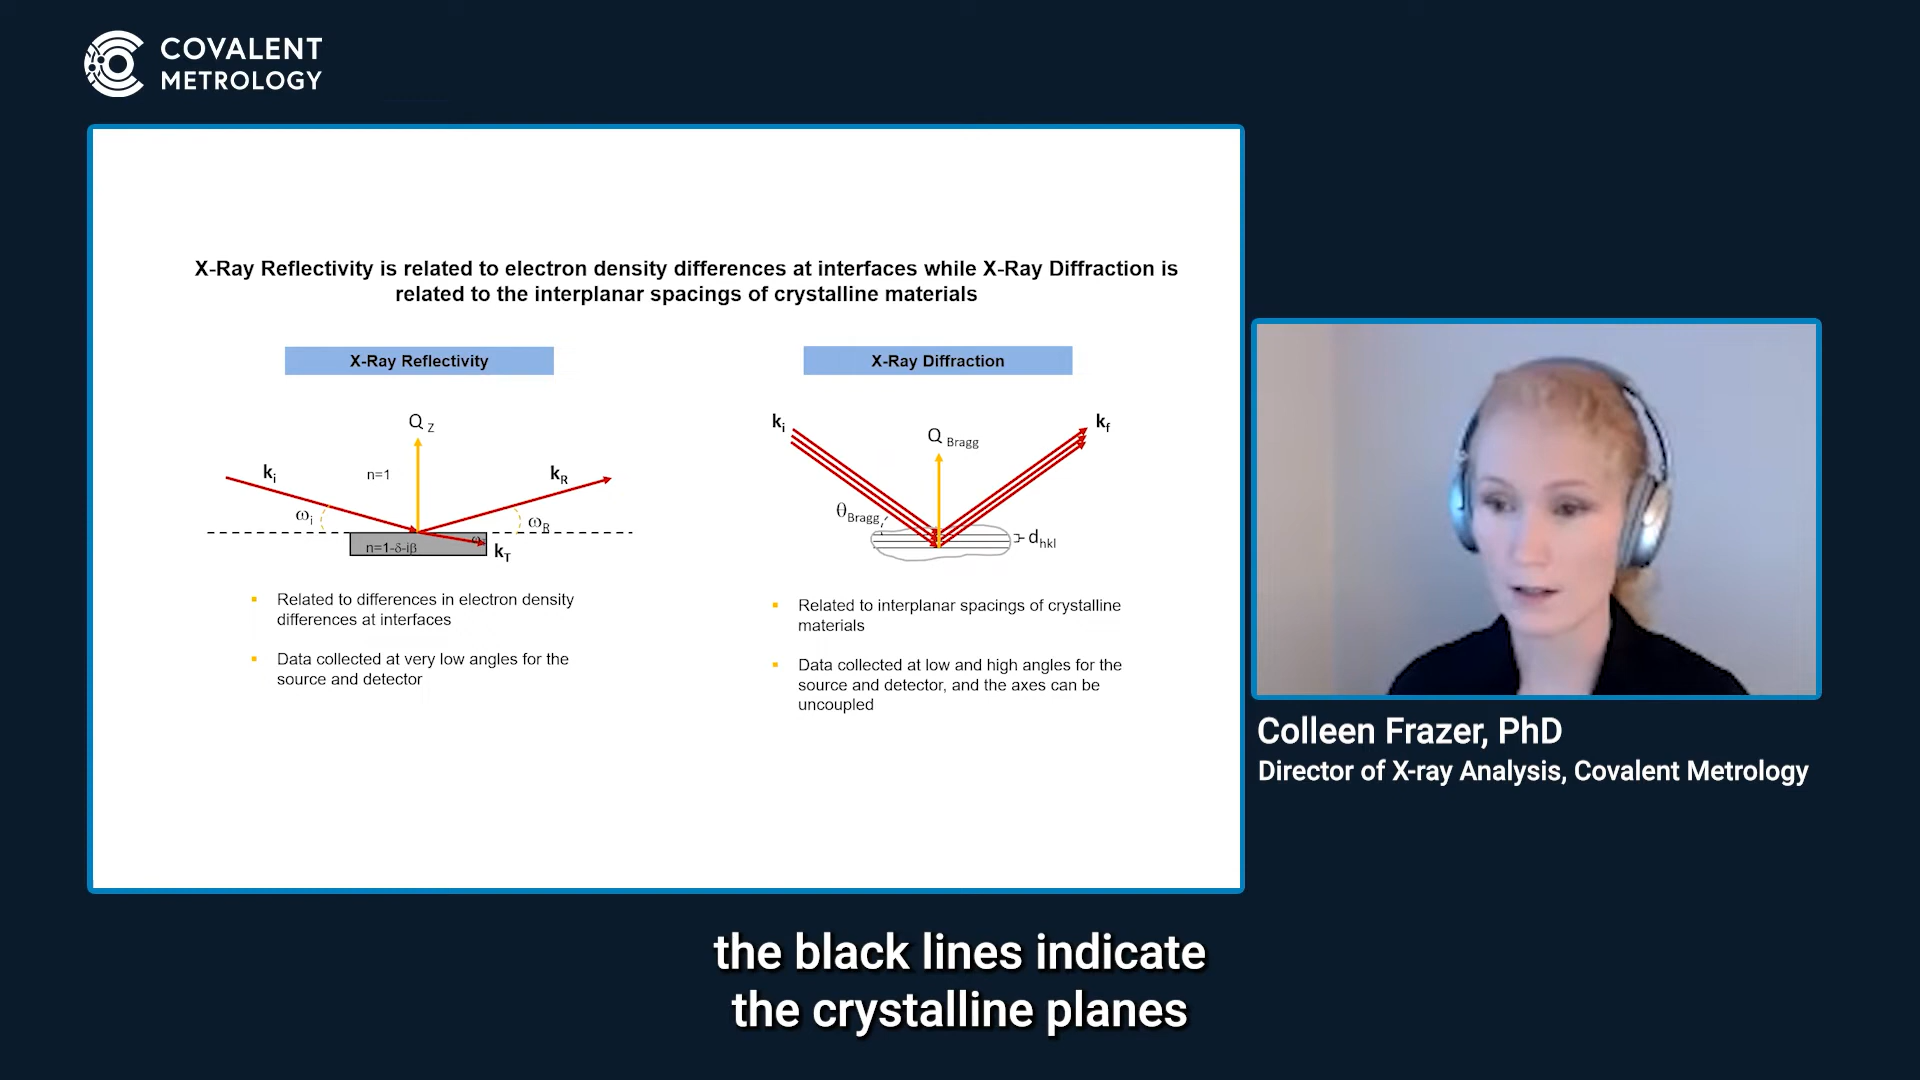 COVALENT
METROLOGY
X-Ray Reflectivity is related to electron density differences at interfaces while X-Ray Diffraction is
related to the interplanar spacings of crystalline materials
X-Ray Reflectivity
Q Z
n=1
ki
kR
ωi
ωR
n=1-δ-iβ
kT
Related to differences in electron density
differences at interfaces
Data collected at very low angles for the
source and detector
X-Ray Diffraction
ki
kf
Q Bragg
θBragg
dhkl
Related to interplanar spacings of crystalline
materials
Data collected at low and high angles for the
source and detector, and the axes can be
uncoupled
Colleen Frazer, PhD
Director of X-ray Analysis, Covalent Metrology
the black lines indicate
the crystalline planes